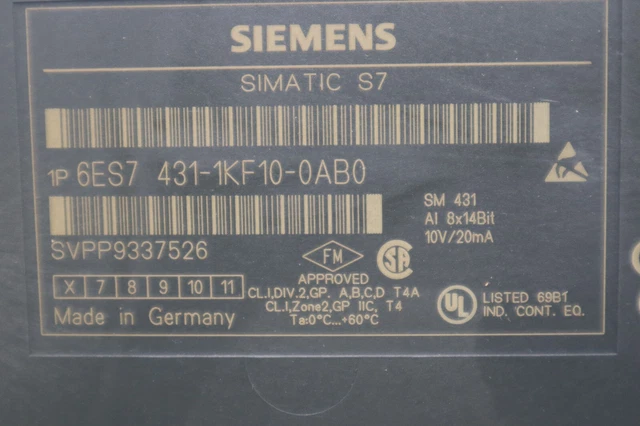 SIEMENS
SIMATIC S7
1P 6ES7 431-1KF10-0AB0
SM 431
AI 8x14Bit
10V/20mA
SVPP9337526
FM
SA
APPROVED
CL.I,DIV.2,GP. A,B,C,D T4A
CL.I,Zone2,GP IIC, T4
Ta:0°C...+60°C
X 7 8 9 10 11
Made in Germany
UL
LISTED 69B1
IND. CONT. EQ.